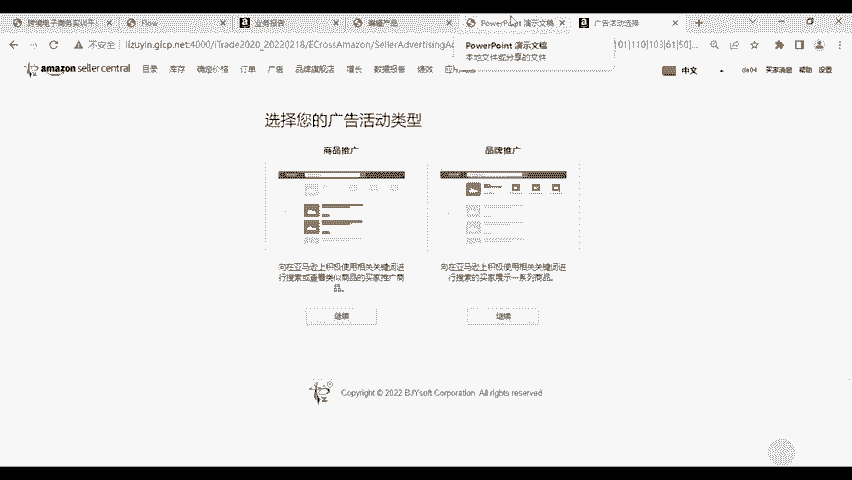 跨境电子商务实训平台
Flow
业务报表
编辑产品
PowerPoint 演示文稿
广告活动选择
不安全
lizuyin.gicp.net:4000/iTrade2020_20220218/ECrossAmazon/SellerAdvertisingAd
101|110|103|61|50|...
PowerPoint 演示文稿
本地文件或分享的文件
amazon seller central
目录 库存 确定价格 订单 广告 品牌旗舰店 增长 数据报告 绩效
中文
de04 买家消息 帮助 设置
选择您的广告活动类型
商品推广
品牌推广
向在亚马逊上积极使用相关关键词进
行搜索或查看类似商品的买家推广商
品。
向在亚马逊上积极使用相关关键词进
行搜索的买家展示一系列商品。
继续
继续
Copyright © 2022 BJYsoft Corporation All rights reserved